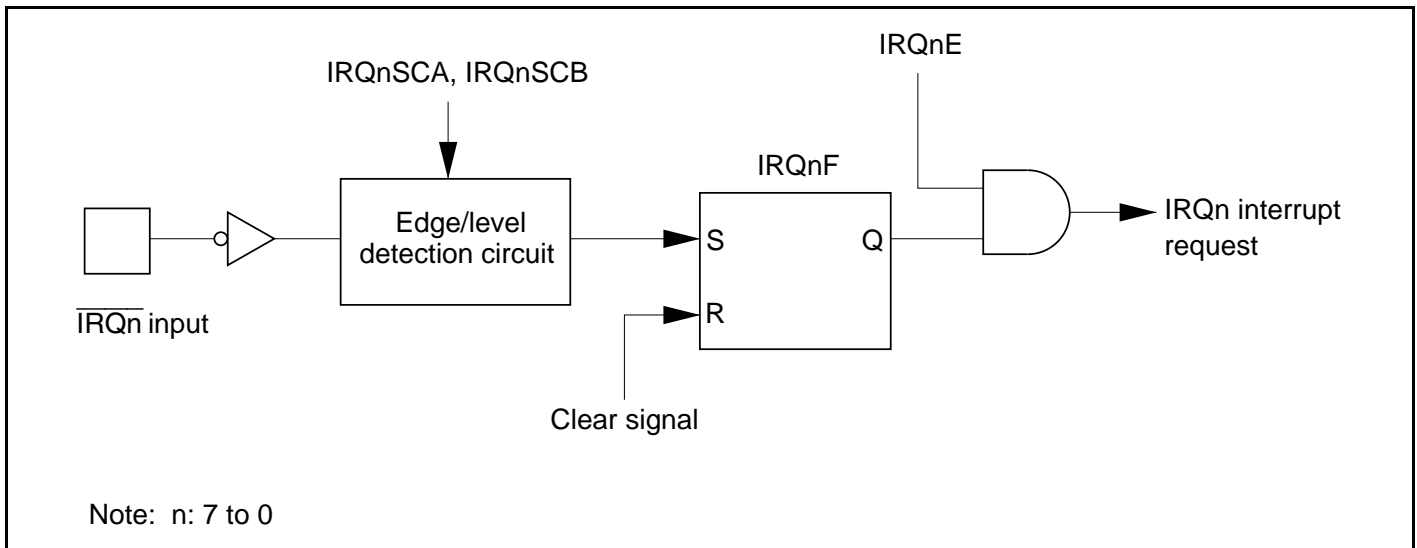 IRQnE
IRQnSCA, IRQnSCB
IRQnF
Edge/level
detection circuit
S
Q
R
IRQn interrupt
request
IRQn input
Clear signal
Note: n: 7 to 0